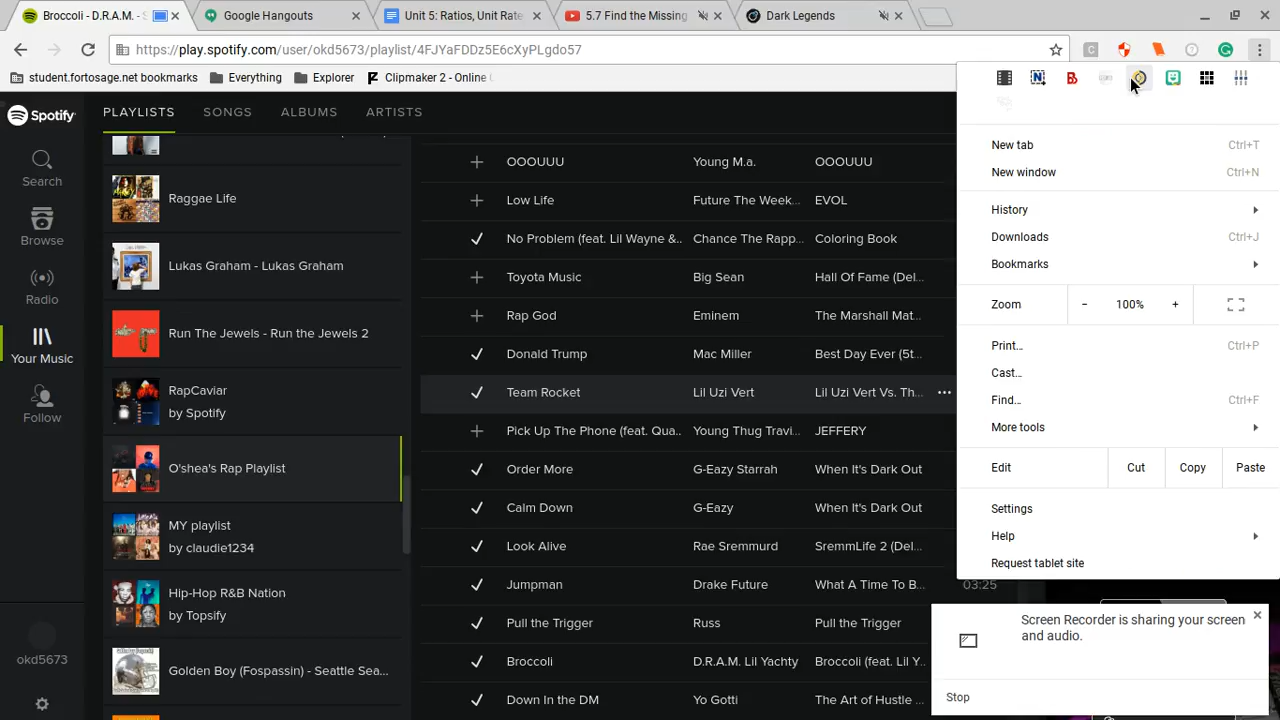 Broccoli - D.R.A.M. - S
Google Hangouts
Unit 5: Ratios, Unit Rate
5.7 Find the Missing
Dark Legends
https://play.spotify.com/user/okd5673/playlist/4FJYaFDDz5E6cXyPLgdo57
student.fortosage.net bookmarks
Everything
Explorer
Clipmaker 2 - Online
Spotify
PLAYLISTS
SONGS
ALBUMS
ARTISTS
Search
Browse
Radio
Your Music
Follow
okd5673
Raggae Life
Lukas Graham - Lukas Graham
Run The Jewels - Run the Jewels 2
RapCaviar
by Spotify
O'shea's Rap Playlist
MY playlist
by claudie1234
Hip-Hop R&B Nation
by Topsify
Golden Boy (Fospassin) - Seattle Sea...
OOOUUU Young M.a. OOOUUU
Low Life Future The Week... EVOL
No Problem (feat. Lil Wayne &.. Chance The Rapp... Coloring Book
Toyota Music Big Sean Hall Of Fame (Del...
Rap God Eminem The Marshall Mat...
Donald Trump Mac Miller Best Day Ever (5t...
Team Rocket Lil Uzi Vert Lil Uzi Vert Vs. Th... •••
Pick Up The Phone (feat. Qua.. Young Thug Travi... JEFFERY
Order More G-Eazy Starrah When It's Dark Out
Calm Down G-Eazy When It's Dark Out
Look Alive Rae Sremmurd SremmLife 2 (Del...
Jumpman Drake Future What A Time To B... 03:25
Pull the Trigger Russ Pull the Trigger
Broccoli D.R.A.M. Lil Yachty Broccoli (feat. Lil Y...
Down In the DM Yo Gotti The Art of Hustle ...
New tab Ctrl+T
New window Ctrl+N
History
Downloads Ctrl+J
Bookmarks
Zoom - 100% +
Print... Ctrl+P
Cast...
Find... Ctrl+F
More tools
Edit Cut Copy Paste
Settings
Help
Request tablet site
Screen Recorder is sharing your screen
and audio.
Stop